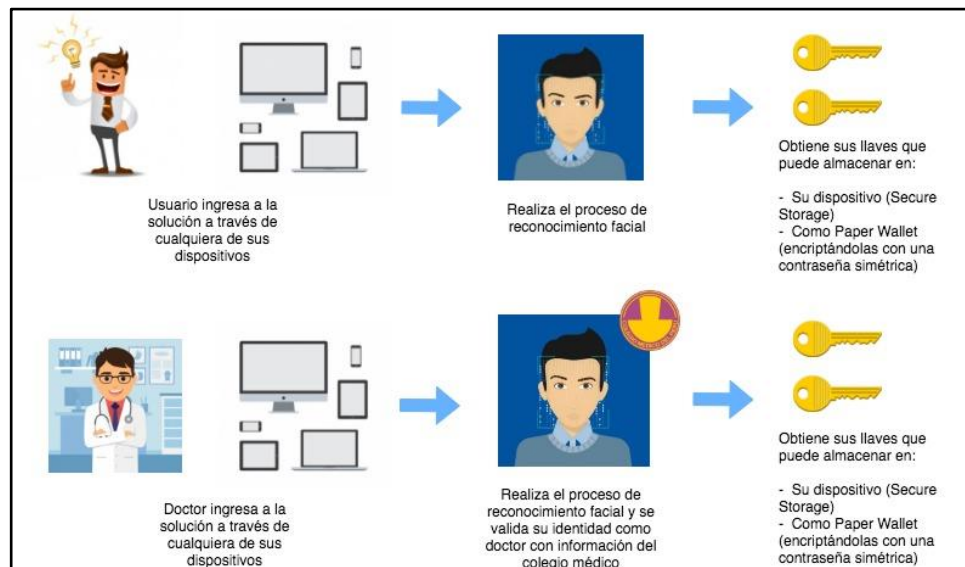 Usuario ingresa a la
solución a través de
cualquiera de sus
dispositivos
Realiza el proceso de
reconocimiento facial
Obtiene sus llaves que
puede almacenar en:
- Su dispositivo (Secure
Storage)
- Como Paper Wallet
(encriptándolas con una
contraseña simétrica)
Doctor ingresa a la
solución a través de
cualquiera de sus
dispositivos
Realiza el proceso de
reconocimiento facial y se
valida su identidad como
doctor con información del
colegio médico
Obtiene sus llaves que
puede almacenar en:
- Su dispositivo (Secure
Storage)
- Como Paper Wallet
(encriptándolas con una
contraseña simétrica)